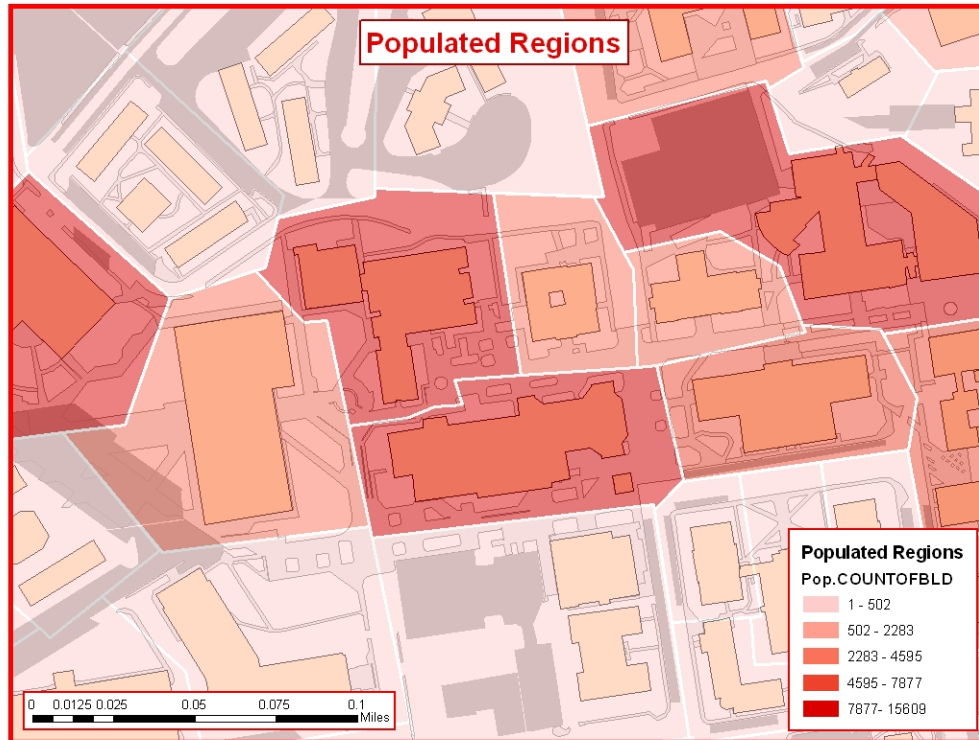 Populated Regions
Populated Regions
Pop.COUNTOFBLD
1 - 502
502 - 2283
2283 - 4595
4595 - 7877
7877- 15609
0 0.0125 0.025 0.05 0.075 0.1
Miles